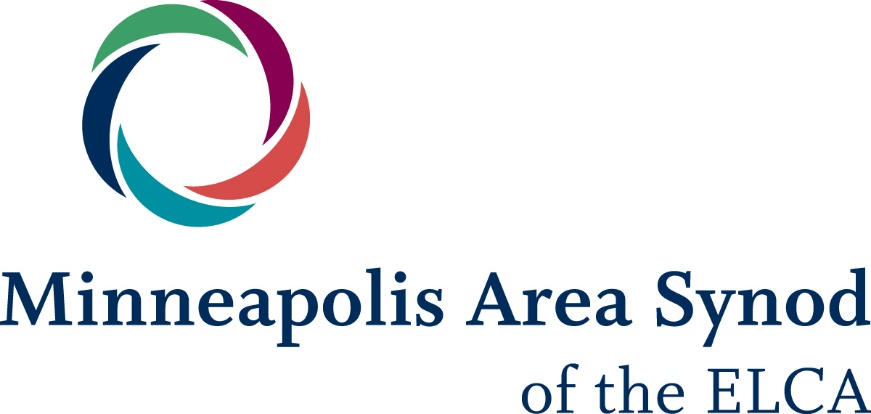 Minneapolis Area Synod
of the ELCA